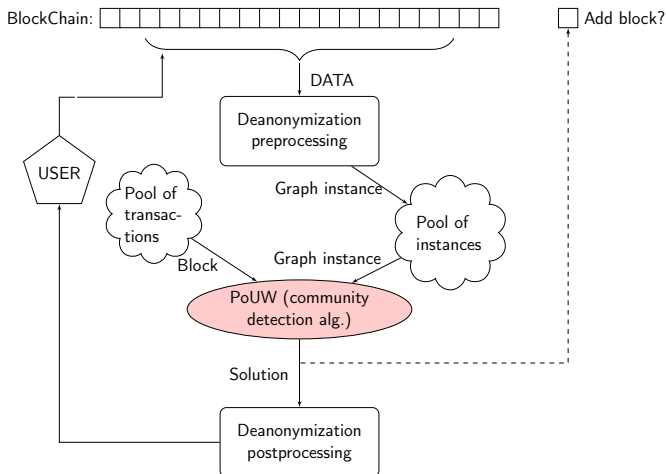 BlockChain:
Add block?
DATA
Deanonymization
preprocessing
USER
Graph instance
Pool of
transac-
tions
Pool of
instances
Graph instance
Block
PoUW (community
detection alg.)
Solution
Deanonymization
postprocessing